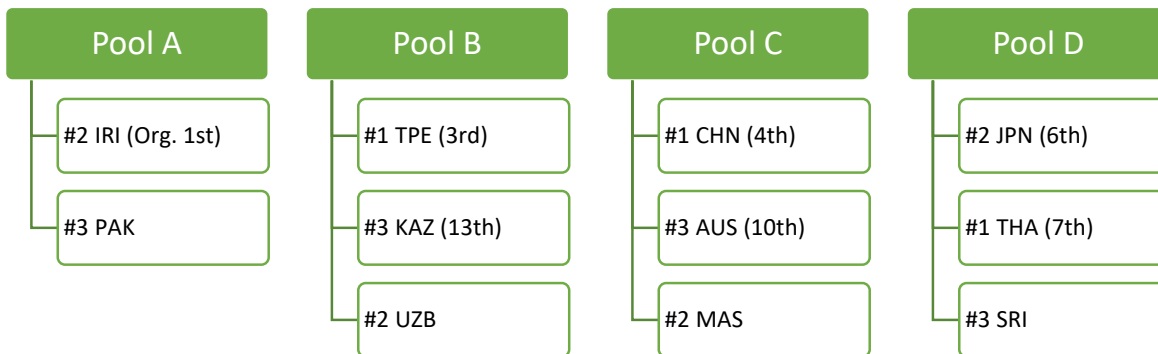 Pool A
#2 IRI (Org. 1st)
#3 PAK
Pool B
#1 TPE (3rd)
#3 KAZ (13th)
#2 UZB
Pool C
#1 CHN (4th)
#3 AUS (10th)
#2 MAS
Pool D
#2 JPN (6th)
#1 THA (7th)
#3 SRI